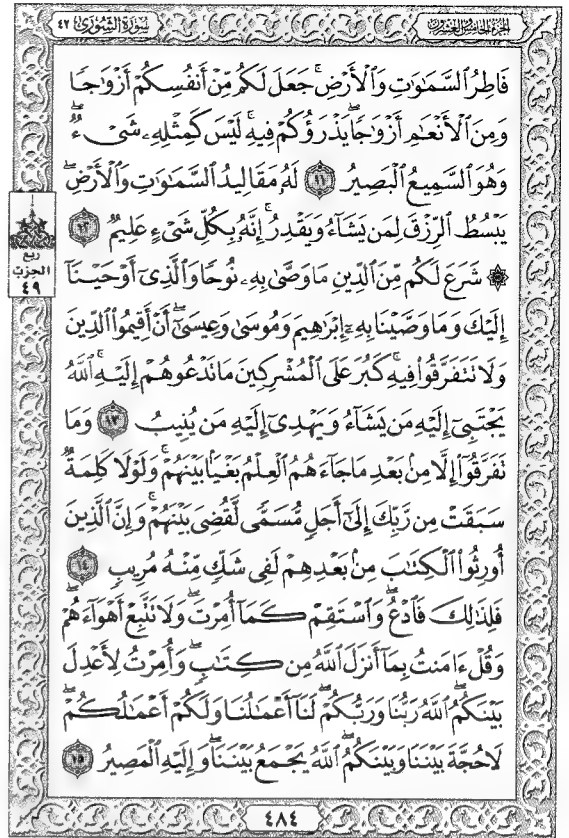 سورة الشورى ٤٢
الجزء الخامس والعشرون
فَاطِرُ ٱلسَّمَٰوَٰتِ وَٱلْأَرْضِ ۚ جَعَلَ لَكُم مِّنْ أَنفُسِكُمْ أَزْوَٰجًا
وَمِنَ ٱلْأَنْعَٰمِ أَزْوَٰجًا ۖ يَذْرَؤُكُمْ فِيهِ ۚ لَيْسَ كَمِثْلِهِۦ شَىْءٌ ۖ
وَهُوَ ٱلسَّمِيعُ ٱلْبَصِيرُ ١١ لَهُۥ مَقَالِيدُ ٱلسَّمَٰوَٰتِ وَٱلْأَرْضِ ۖ
يَبْسُطُ ٱلرِّزْقَ لِمَن يَشَآءُ وَيَقْدِرُ ۚ إِنَّهُۥ بِكُلِّ شَىْءٍ عَلِيمٌ ١٢
ربع
الحزب
٤٩
۞ شَرَعَ لَكُم مِّنَ ٱلدِّينِ مَا وَصَّىٰ بِهِۦ نُوحًا وَٱلَّذِىٓ أَوْحَيْنَآ
إِلَيْكَ وَمَا وَصَّيْنَا بِهِۦٓ إِبْرَٰهِيمَ وَمُوسَىٰ وَعِيسَىٰٓ ۖ أَنْ أَقِيمُوا۟ ٱلدِّينَ
وَلَا تَتَفَرَّقُوا۟ فِيهِ ۚ كَبُرَ عَلَى ٱلْمُشْرِكِينَ مَا تَدْعُوهُمْ إِلَيْهِ ۚ ٱللَّهُ
يَجْتَبِىٓ إِلَيْهِ مَن يَشَآءُ وَيَهْدِىٓ إِلَيْهِ مَن يُنِيبُ ١٣ وَمَا
تَفَرَّقُوٓا۟ إِلَّا مِنۢ بَعْدِ مَا جَآءَهُمُ ٱلْعِلْمُ بَغْيًۢا بَيْنَهُمْ ۚ وَلَوْلَا كَلِمَةٌ
سَبَقَتْ مِن رَّبِّكَ إِلَىٰٓ أَجَلٍ مُّسَمًّى لَّقُضِىَ بَيْنَهُمْ ۚ وَإِنَّ ٱلَّذِينَ
أُورِثُوا۟ ٱلْكِتَٰبَ مِنۢ بَعْدِهِمْ لَفِى شَكٍّ مِّنْهُ مُرِيبٍ ١٤
فَلِذَٰلِكَ فَٱدْعُ ۖ وَٱسْتَقِمْ كَمَآ أُمِرْتَ ۖ وَلَا تَتَّبِعْ أَهْوَآءَهُمْ ۖ
وَقُلْ ءَامَنتُ بِمَآ أَنزَلَ ٱللَّهُ مِن كِتَٰبٍ ۖ وَأُمِرْتُ لِأَعْدِلَ
بَيْنَكُمُ ۖ ٱللَّهُ رَبُّنَا وَرَبُّكُمْ ۖ لَنَآ أَعْمَٰلُنَا وَلَكُمْ أَعْمَٰلُكُمْ ۖ
لَا حُجَّةَ بَيْنَنَا وَبَيْنَكُمُ ۖ ٱللَّهُ يَجْمَعُ بَيْنَنَا ۖ وَإِلَيْهِ ٱلْمَصِيرُ ١٥
٤٨٤